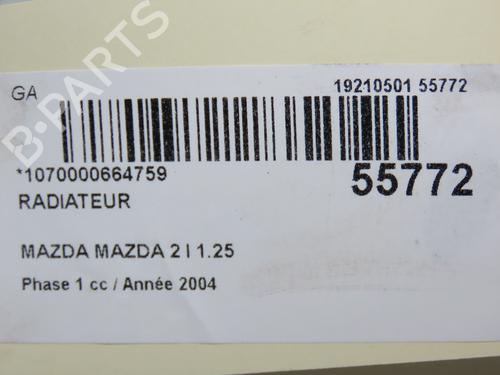 GA
19210501 55772
*1070000664759
55772
RADIATEUR
MAZDA MAZDA 2 I 1.25
Phase 1 cc / Année 2004
B-PARTS